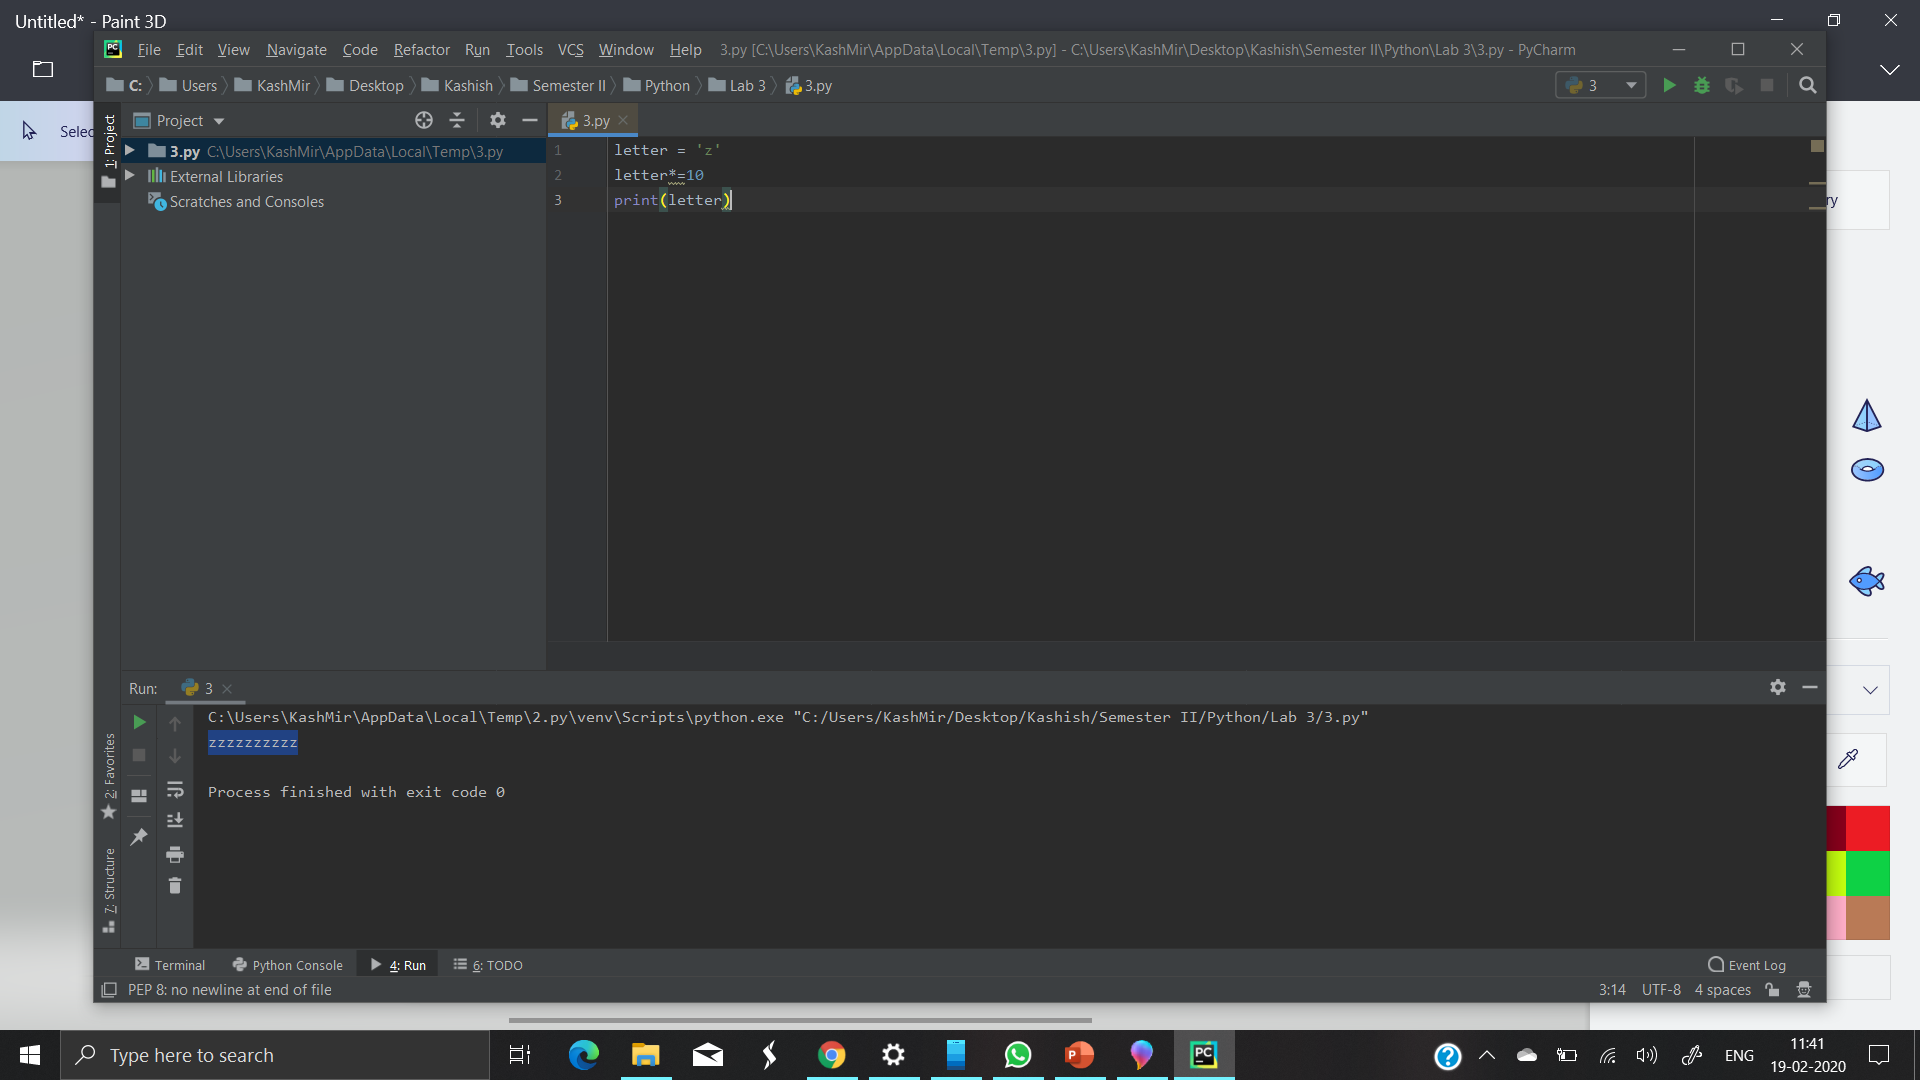 Untitled* - Paint 3D
File Edit View Navigate Code Refactor Run Tools VCS Window Help 3.py [C:\Users\KashMir\AppData\Local\Temp\3.py] - C:\Users\KashMir\Desktop\Kashish\Semester II\Python\Lab 3\3.py - PyCharm
C: Users KashMir Desktop Kashish Semester II Python Lab 3 3.py
3
Selec
1: Project
Project
3.py
3.py C:\Users\KashMir\AppData\Local\Temp\3.py
External Libraries
Scratches and Consoles
1 letter = 'z'
2 letter*=10
3 print(letter)
ry
Run: 3
C:\Users\KashMir\AppData\Local\Temp\2.py\venv\Scripts\python.exe "C:/Users/KashMir/Desktop/Kashish/Semester II/Python/Lab 3/3.py"
zzzzzzzzzz
Process finished with exit code 0
2: Favorites
7: Structure
Terminal Python Console 4: Run 6: TODO Event Log
PEP 8: no newline at end of file 3:14 UTF-8 4 spaces
Type here to search
P
PC
ENG
11:41
19-02-2020